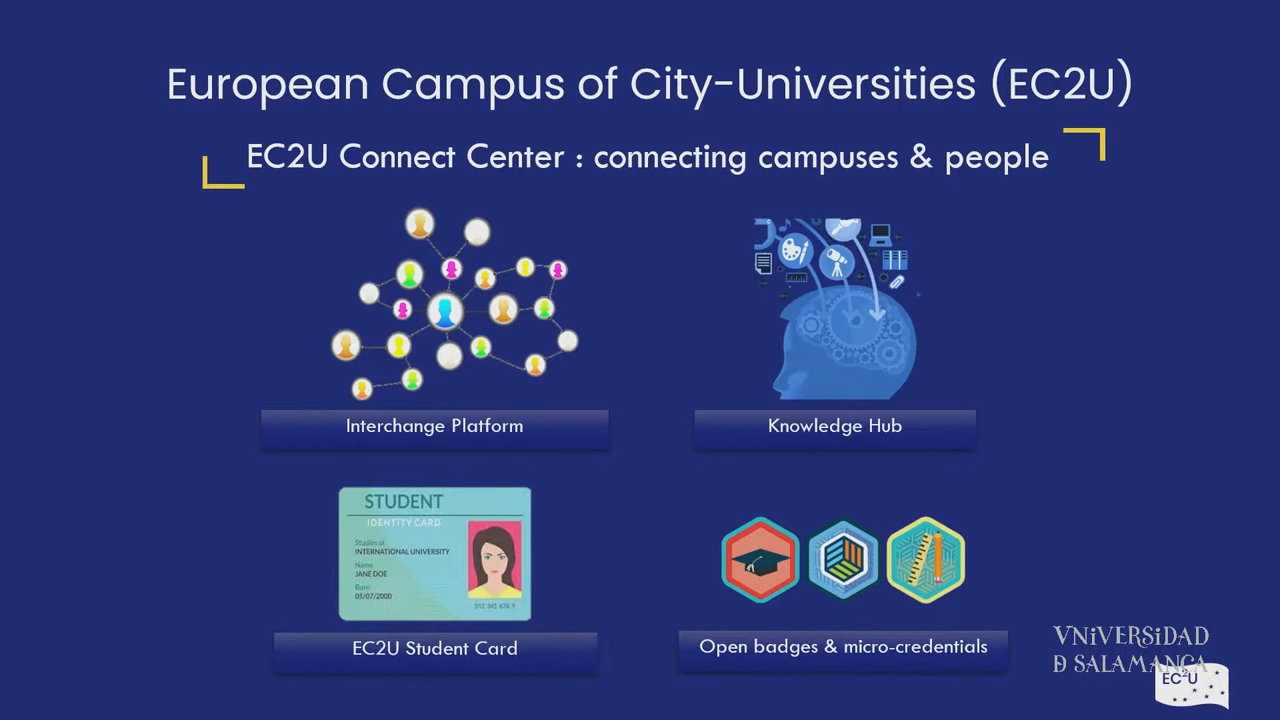 European Campus of City-Universities (EC2U)
EC2U Connect Center : connecting campuses & people
Interchange Platform
Knowledge Hub
STUDENT
IDENTITY CARD
Studies at
INTERNATIONAL UNIVERSITY
Name
JANE DOE
Born
05/07/2000
012 345 678 9
EC2U Student Card
Open badges & micro-credentials
VNiVERSiDAD
Ð SALAMANCA
EC²U